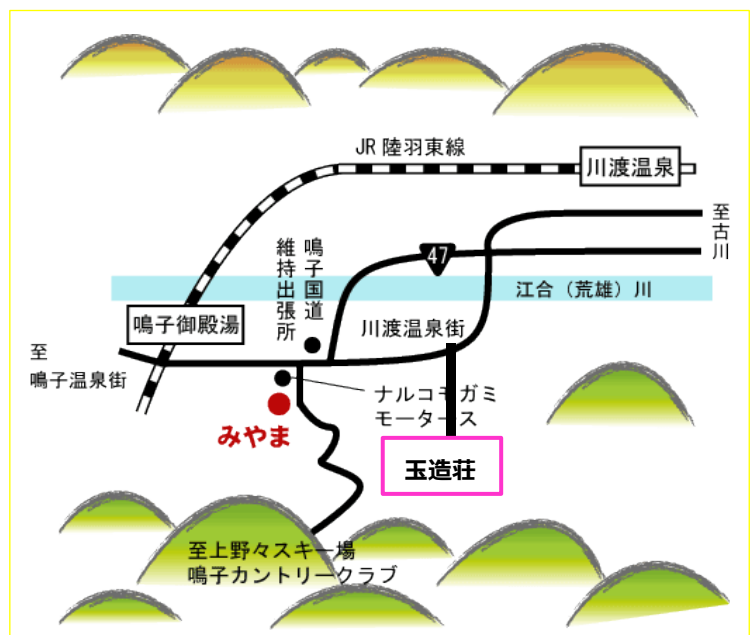 JR 陸羽東線
川渡温泉
至古川
47
鳴子国道
維持出張所
江合（荒雄）川
鳴子御殿湯
川渡温泉街
至
鳴子温泉街
ナルコモガミ
モータース
みやま
玉造荘
至上野々スキー場
鳴子カントリークラブ